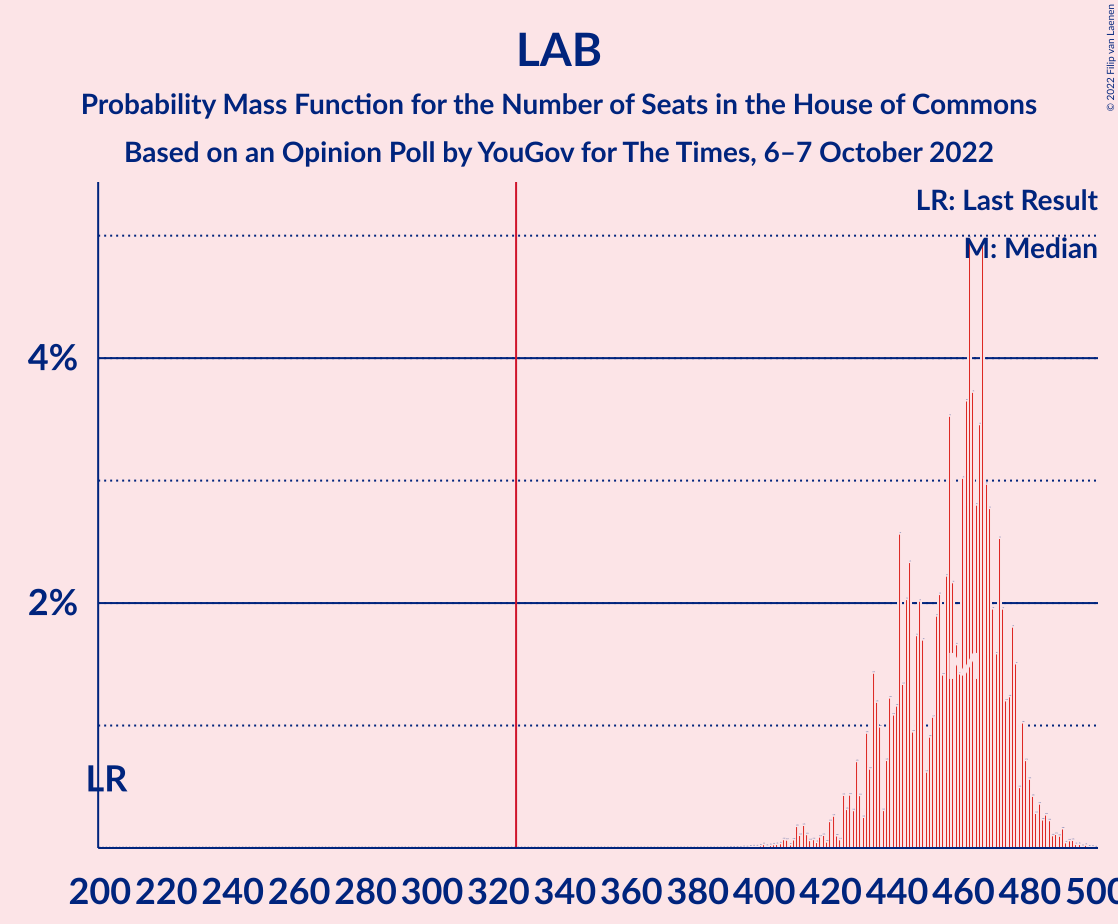 LAB
Probability Mass Function for the Number of Seats in the House of Commons
Based on an Opinion Poll by YouGov for The Times, 6–7 October 2022
© 2022 Filip van Laenen
LR: Last Result
M: Median
4%
2%
LR
200 220 240 260 280 300 320 340 360 380 400 420 440 460 480 500